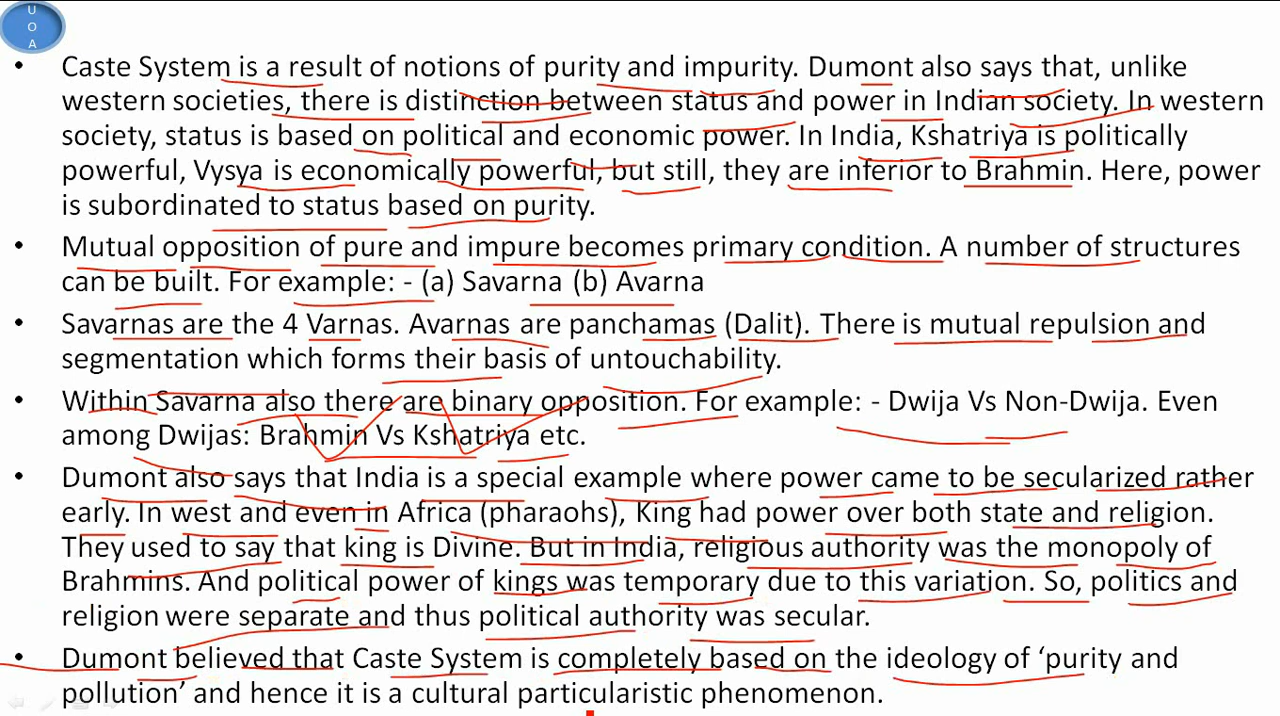 U
O
A
• Caste System is a result of notions of purity and impurity. Dumont also says that, unlike
western societies, there is distinction between status and power in Indian society. In western
society, status is based on political and economic power. In India, Kshatriya is politically
powerful, Vysya is economically powerful, but still, they are inferior to Brahmin. Here, power
is subordinated to status based on purity.
• Mutual opposition of pure and impure becomes primary condition. A number of structures
can be built. For example: - (a) Savarna (b) Avarna
• Savarnas are the 4 Varnas. Avarnas are panchamas (Dalit). There is mutual repulsion and
segmentation which forms their basis of untouchability.
• Within Savarna also there are binary opposition. For example: - Dwija Vs Non-Dwija. Even
among Dwijas: Brahmin Vs Kshatriya etc.
• Dumont also says that India is a special example where power came to be secularized rather
early. In west and even in Africa (pharaohs), King had power over both state and religion.
They used to say that king is Divine. But in India, religious authority was the monopoly of
Brahmins. And political power of kings was temporary due to this variation. So, politics and
religion were separate and thus political authority was secular.
• Dumont believed that Caste System is completely based on the ideology of ‘purity and
pollution’ and hence it is a cultural particularistic phenomenon.